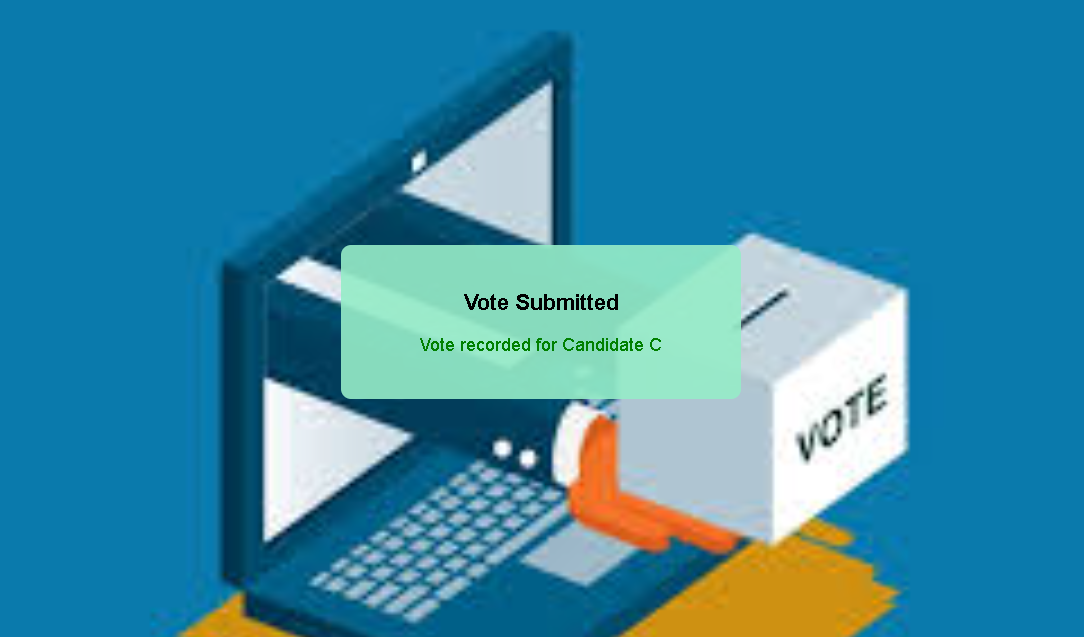 Vote Submitted
Vote recorded for Candidate C
VOTE